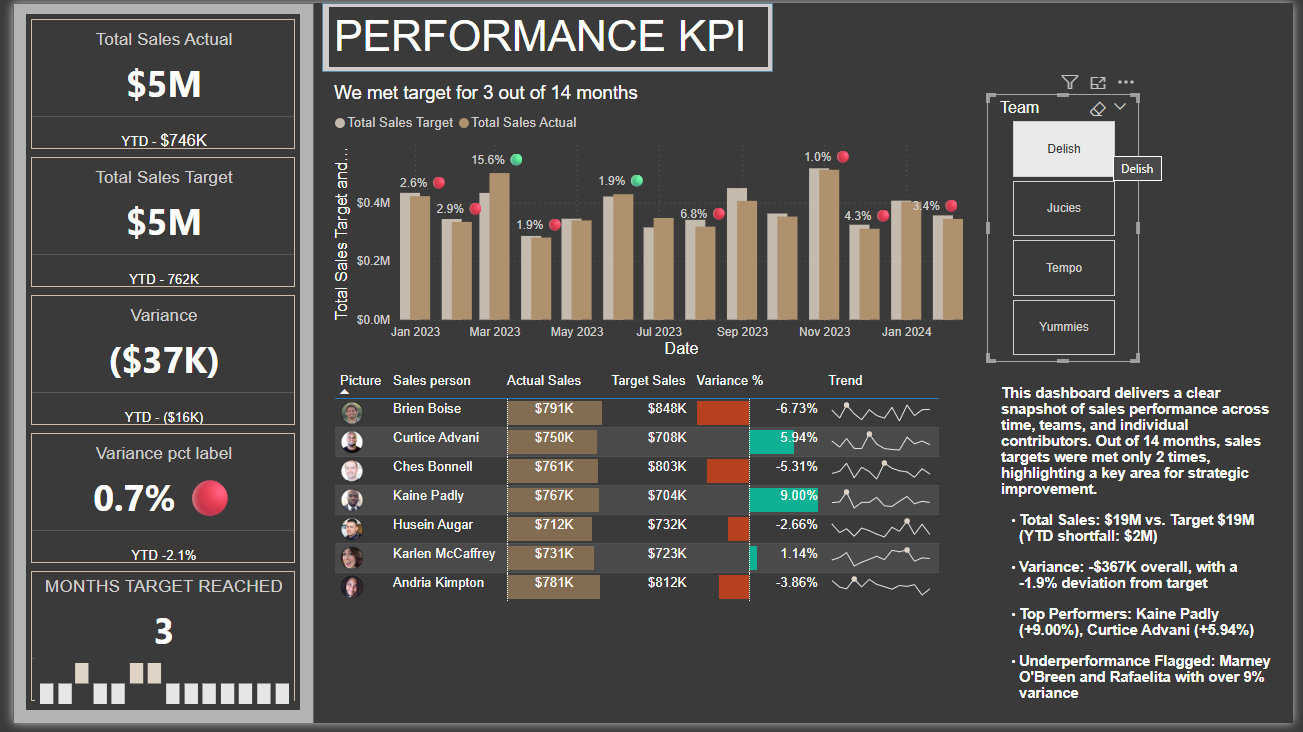 Total Sales Actual
$5M
YTD - $746K
Total Sales Target
$5M
YTD - 762K
Variance
($37K)
YTD - ($16K)
Variance pct label
0.7%
YTD -2.1%
MONTHS TARGET REACHED
3
PERFORMANCE KPI
We met target for 3 out of 14 months
Total Sales Target Total Sales Actual
Total Sales Target and...
$0.4M
$0.2M
$0.0M
2.6%
2.9%
15.6%
1.9%
1.9%
6.8%
1.0%
4.3%
3.4%
Jan 2023 Mar 2023 May 2023 Jul 2023 Sep 2023 Nov 2023 Jan 2024
Date
Picture Sales person Actual Sales Target Sales Variance % Trend
Brien Boise $791K $848K -6.73%
Curtice Advani $750K $708K 5.94%
Ches Bonnell $761K $803K -5.31%
Kaine Padly $767K $704K 9.00%
Husein Augar $712K $732K -2.66%
Karlen McCaffrey $731K $723K 1.14%
Andria Kimpton $781K $812K -3.86%
Team
Delish
Delish
Jucies
Tempo
Yummies
This dashboard delivers a clear
snapshot of sales performance across
time, teams, and individual
contributors. Out of 14 months, sales
targets were met only 2 times,
highlighting a key area for strategic
improvement.
• Total Sales: $19M vs. Target $19M
(YTD shortfall: $2M)
• Variance: -$367K overall, with a
-1.9% deviation from target
• Top Performers: Kaine Padly
(+9.00%), Curtice Advani (+5.94%)
• Underperformance Flagged: Marney
O'Breen and Rafaelita with over 9%
variance